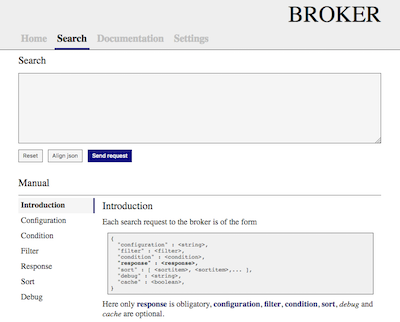 BROKER
Home Search Documentation Settings
Search
Reset Align json Send request
Manual
Introduction
Configuration
Condition
Filter
Response
Sort
Debug
Introduction
Each search request to the broker is of the form
{
"configuration" : <string>,
"filter" : <filter>,
"condition" : <condition>,
"response" : <response>,
"sort" : [ <sortitem>, <sortitem>,... ],
"debug" : <string>,
"cache" : <boolean>,
}
Here only response is obligatory, configuration, filter, condition, sort, debug and
cache are optional.